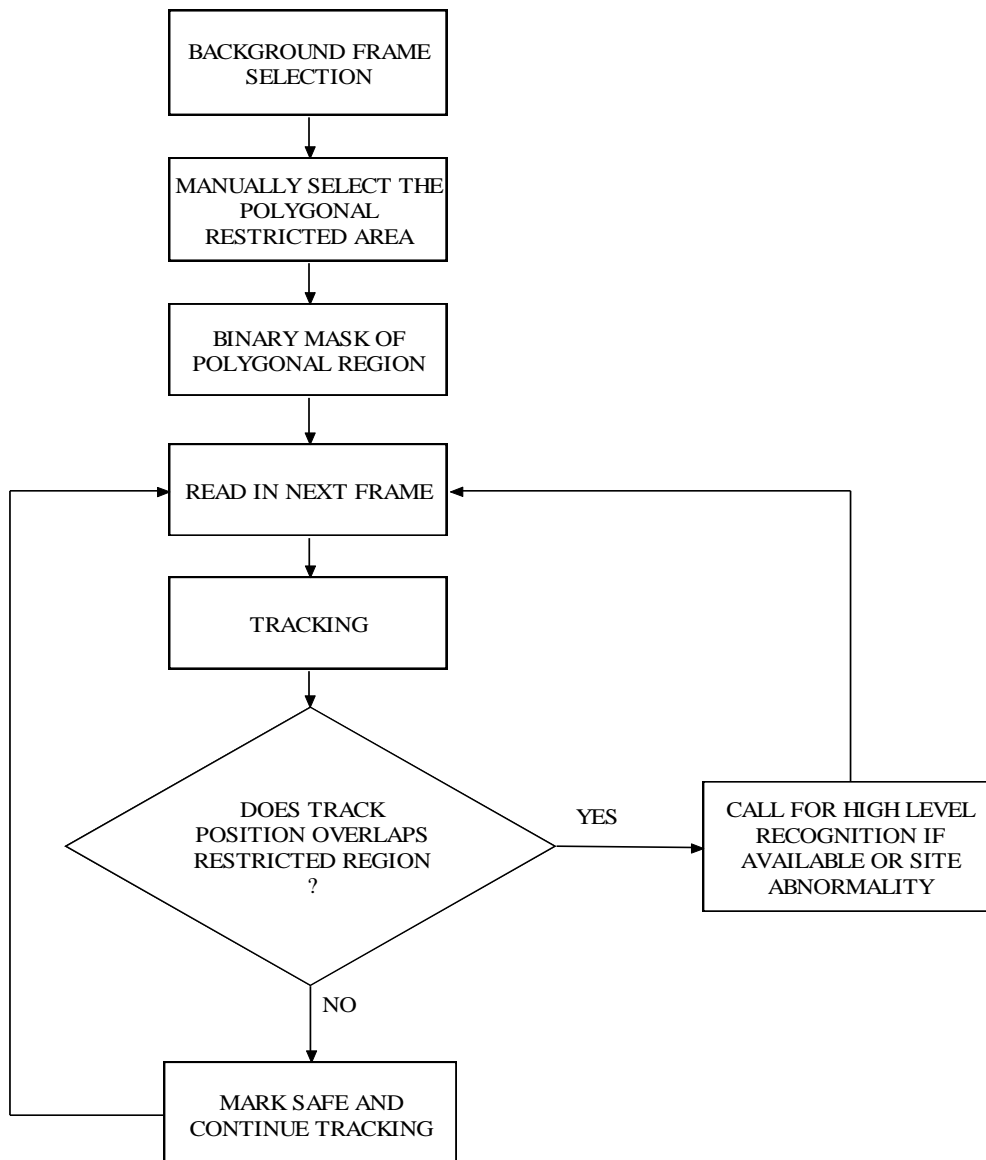 BACKGROUND FRAME
SELECTION
MANUALLY SELECT THE
POLYGONAL
RESTRICTED AREA
BINARY MASK OF
POLYGONAL REGION
READ IN NEXT FRAME
TRACKING
DOES TRACK
POSITION OVERLAPS
RESTRICTED REGION
?
YES
CALL FOR HIGH LEVEL
RECOGNITION IF
AVAILABLE OR SITE
ABNORMALITY
NO
MARK SAFE AND
CONTINUE TRACKING